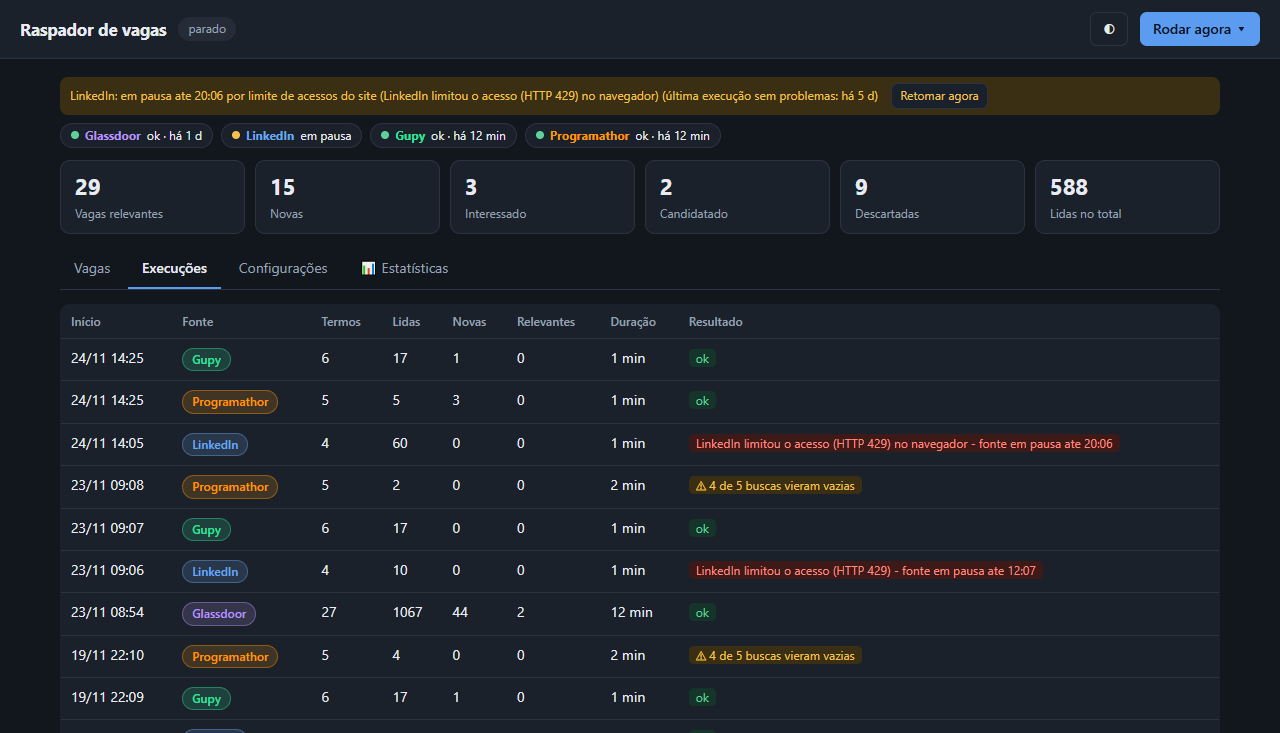 Raspador de vagas parado Rodar agora
LinkedIn: em pausa ate 20:06 por limite de acessos do site (LinkedIn limitou o acesso (HTTP 429) no navegador) (última execução sem problemas: há 5 d) Retomar agora
Glassdoor ok · há 1 d LinkedIn em pausa Gupy ok · há 12 min Programathor ok · há 12 min
29 15 3 2 9 588
Vagas relevantes Novas Interessado Candidatado Descartadas Lidas no total
Vagas Execuções Configurações Estatísticas
Início Fonte Termos Lidas Novas Relevantes Duração Resultado
24/11 14:25 Gupy 6 17 1 0 1 min ok
24/11 14:25 Programathor 5 5 3 0 1 min ok
24/11 14:05 LinkedIn 4 60 0 0 1 min LinkedIn limitou o acesso (HTTP 429) no navegador - fonte em pausa ate 20:06
23/11 09:08 Programathor 5 2 0 0 2 min ⚠ 4 de 5 buscas vieram vazias
23/11 09:07 Gupy 6 17 0 0 1 min ok
23/11 09:06 LinkedIn 4 10 0 0 1 min LinkedIn limitou o acesso (HTTP 429) - fonte em pausa ate 12:07
23/11 08:54 Glassdoor 27 1067 44 2 12 min ok
19/11 22:10 Programathor 5 4 0 0 2 min ⚠ 4 de 5 buscas vieram vazias
19/11 22:09 Gupy 6 17 1 0 1 min ok